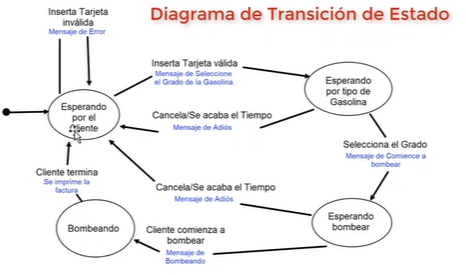 Diagrama de Transición de Estado
Inserta Tarjeta
inválida
Mensaje de Error
Inserta Tarjeta válida
Mensaje de Seleccione
el Grado de la Gasolina
Esperando
por el
Cliente
Esperando
por tipo de
Gasolina
Cancela/Se acaba el Tiempo
Mensaje de Adiós
Selecciona el Grado
Mensaje de Comience a
bombear
Cliente termina
Se imprime la
factura
Cancela/Se acaba el Tiempo
Mensaje de Adiós
Bombeando
Cliente comienza a
bombear
Mensaje de
Bombeando
Esperando
bombear